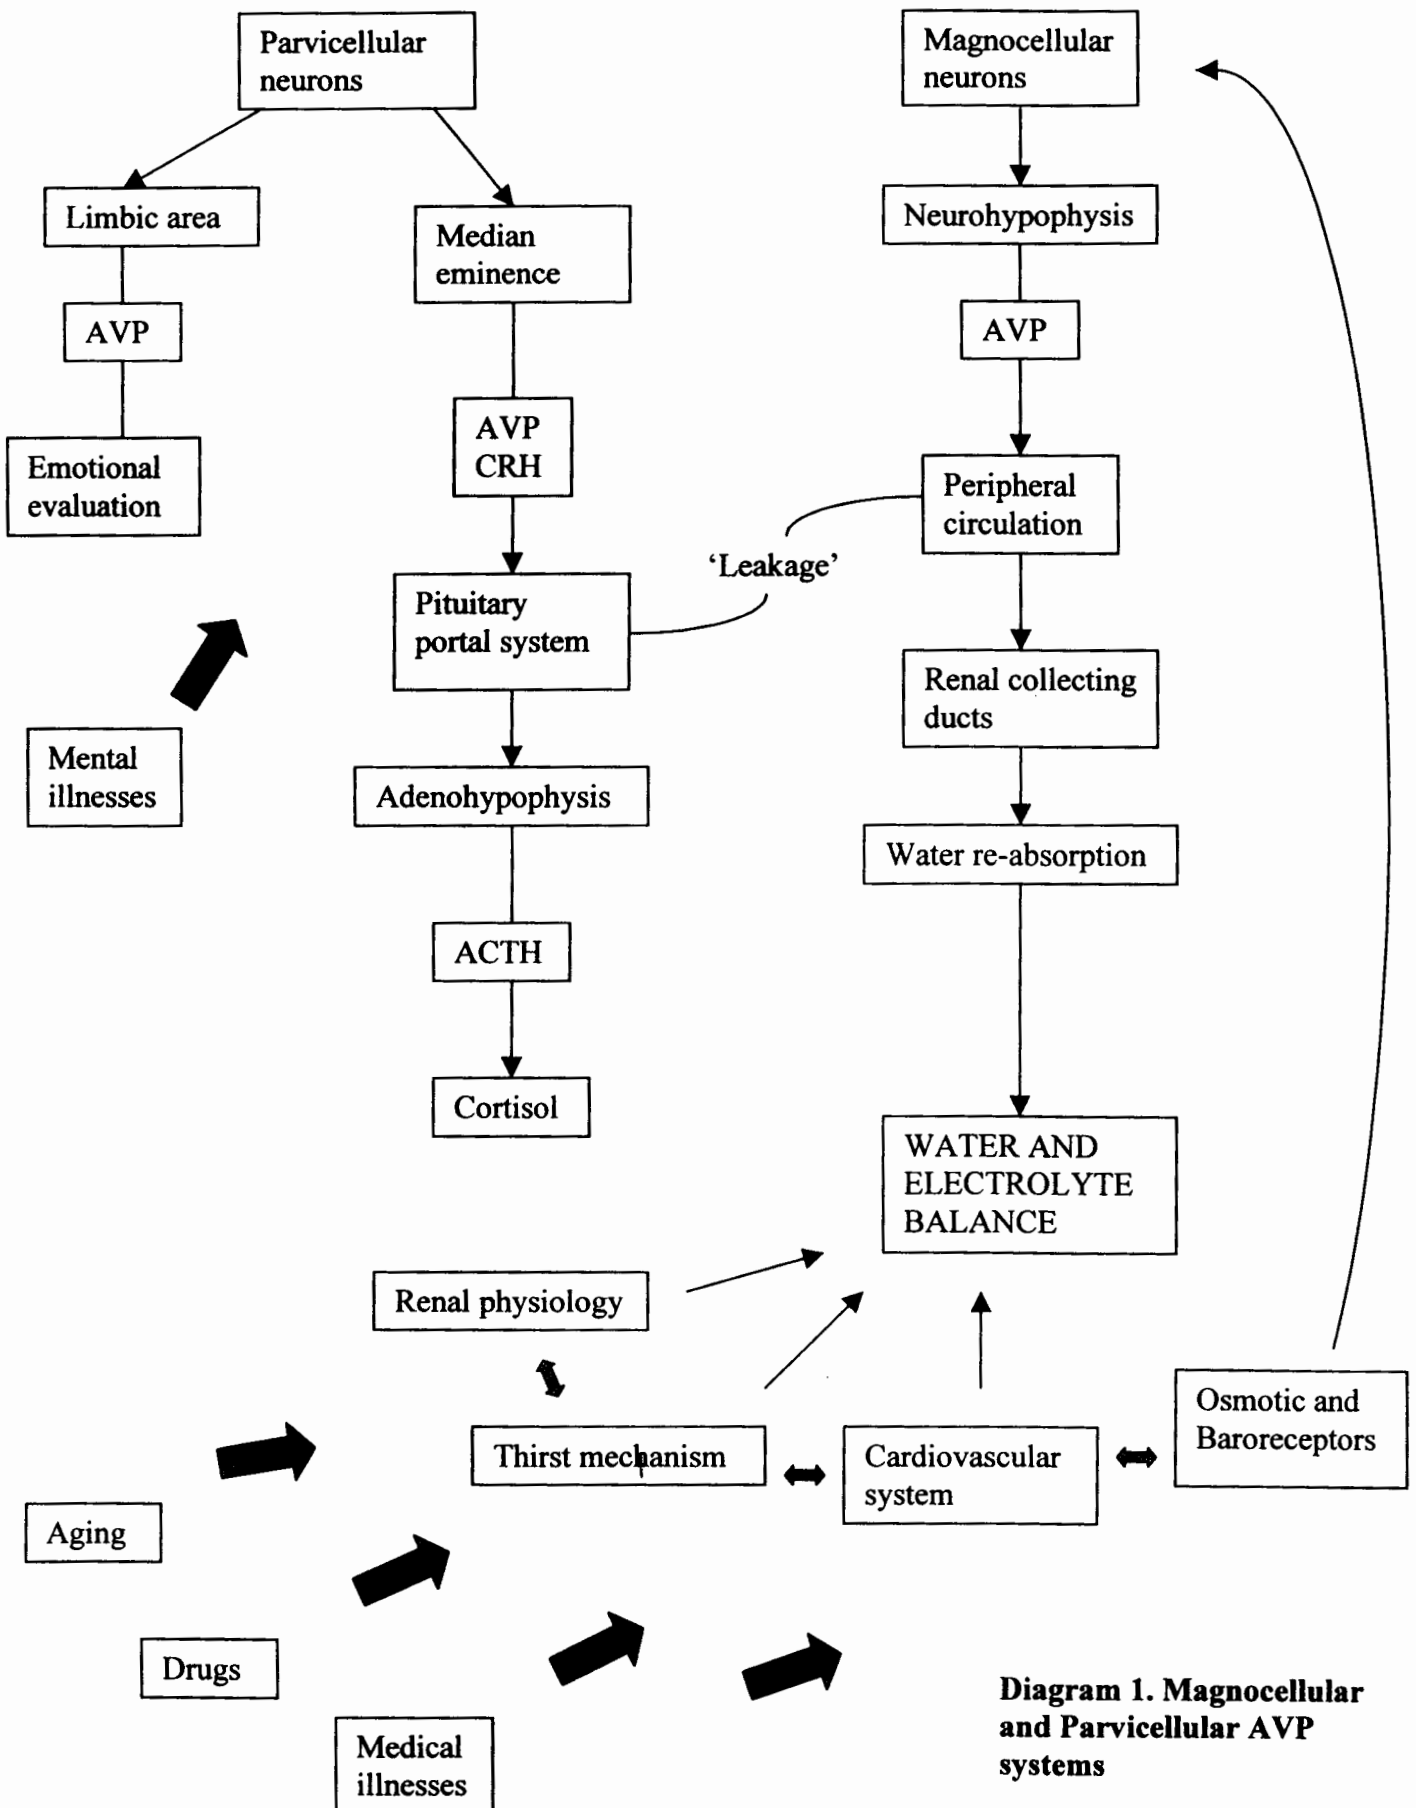 Parvicellular
neurons
Magnocellular
neurons
Limbic area
Median
eminence
Neurohypophysis
AVP
AVP
AVP
CRH
Emotional
evaluation
Peripheral
circulation
‘Leakage’
Pituitary
portal system
Renal collecting
ducts
Mental
illnesses
Adenohypophysis
Water re-absorption
ACTH
Cortisol
WATER AND
ELECTROLYTE
BALANCE
Renal physiology
Thirst mechanism
Cardiovascular
system
Osmotic and
Baroreceptors
Aging
Drugs
Medical
illnesses
Diagram 1. Magnocellular
and Parvicellular AVP
systems